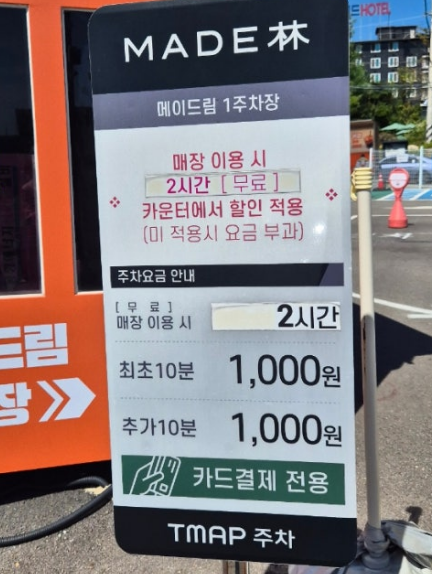 HOTEL
MADE林
메이드림 1주차장
매장 이용 시
2시간 [무료]
카운터에서 할인 적용
(미 적용시 요금 부과)
주차요금 안내
[무 료]
매장 이용 시 2시간
최초10분 1,000원
추가10분 1,000원
카드결제 전용
TMAP 주차
드림
장